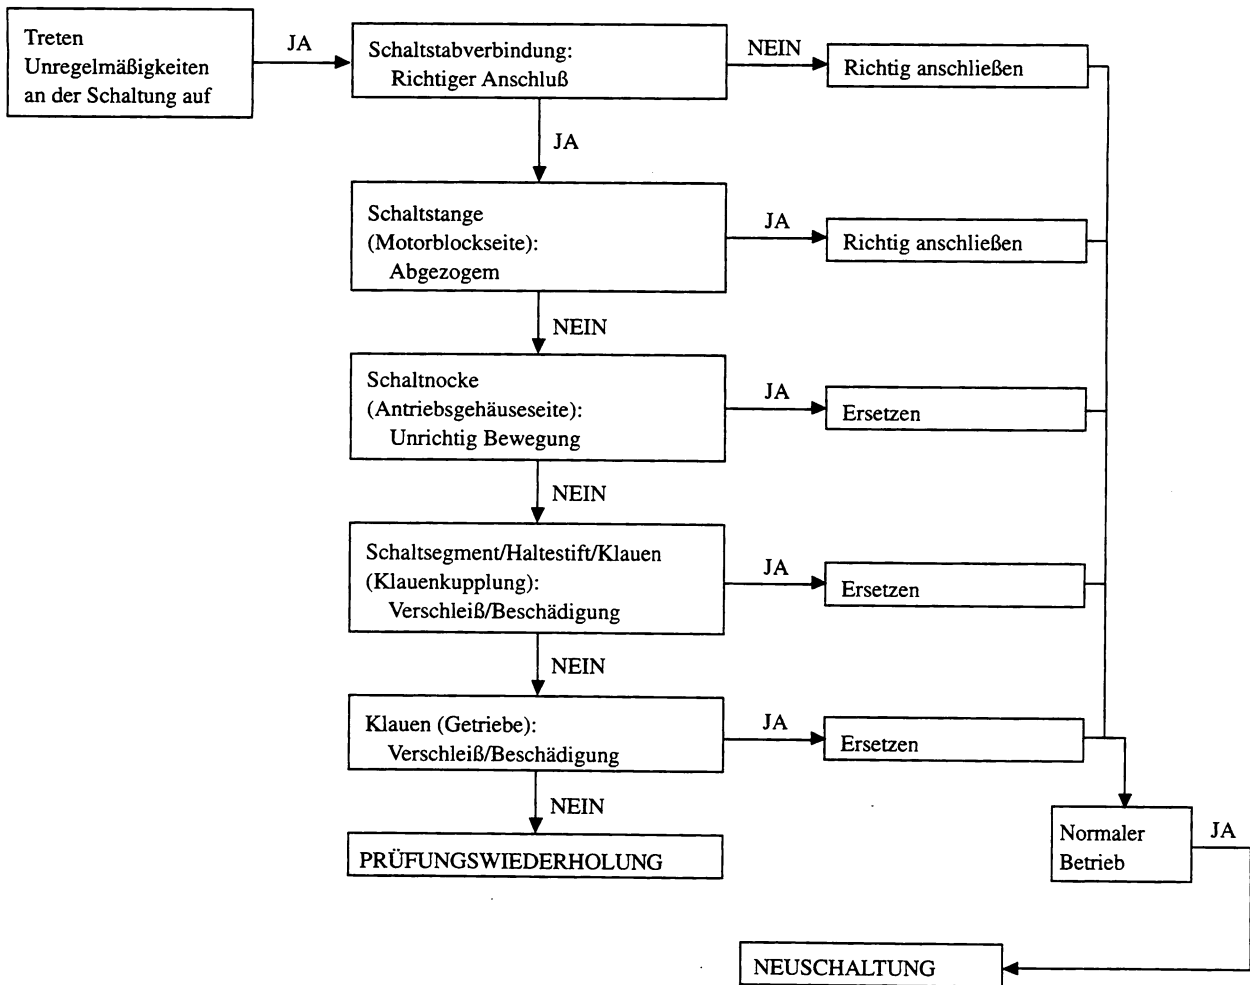 Treten
Unregelmäßigkeiten
an der Schaltung auf
JA
Schaltstabverbindung:
Richtiger Anschluß
NEIN
Richtig anschließen
JA
Schaltstange
(Motorblockseite):
Abgezogem
JA
Richtig anschließen
NEIN
Schaltnocke
(Antriebsgehäuseseite):
Unrichtig Bewegung
JA
Ersetzen
NEIN
Schaltsegment/Haltestift/Klauen
(Klauenkupplung):
Verschleiß/Beschädigung
JA
Ersetzen
NEIN
Klauen (Getriebe):
Verschleiß/Beschädigung
JA
Ersetzen
NEIN
PRÜFUNGSWIEDERHOLUNG
Normaler
Betrieb
JA
NEUSCHALTUNG